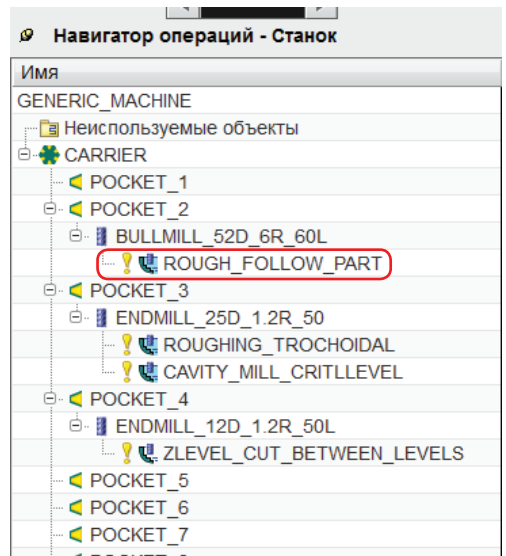 Навигатор операций - Станок
Имя
GENERIC_MACHINE
Неиспользуемые объекты
CARRIER
POCKET_1
POCKET_2
BULLMILL_52D_6R_60L
ROUGH_FOLLOW_PART
POCKET_3
ENDMILL_25D_1.2R_50
ROUGHING_TROCHOIDAL
CAVITY_MILL_CRITLLEVEL
POCKET_4
ENDMILL_12D_1.2R_50L
ZLEVEL_CUT_BETWEEN_LEVELS
POCKET_5
POCKET_6
POCKET_7